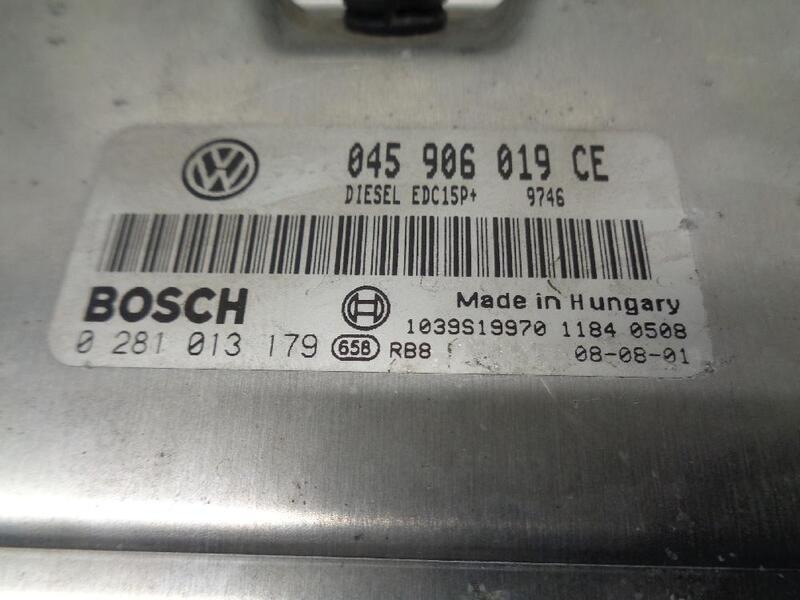 045 906 019 CE
DIESEL EDC15P+ 9746
BOSCH
Made in Hungary
1039S19970 1184 0508
0 281 013 179 658 RB8 08-08-01